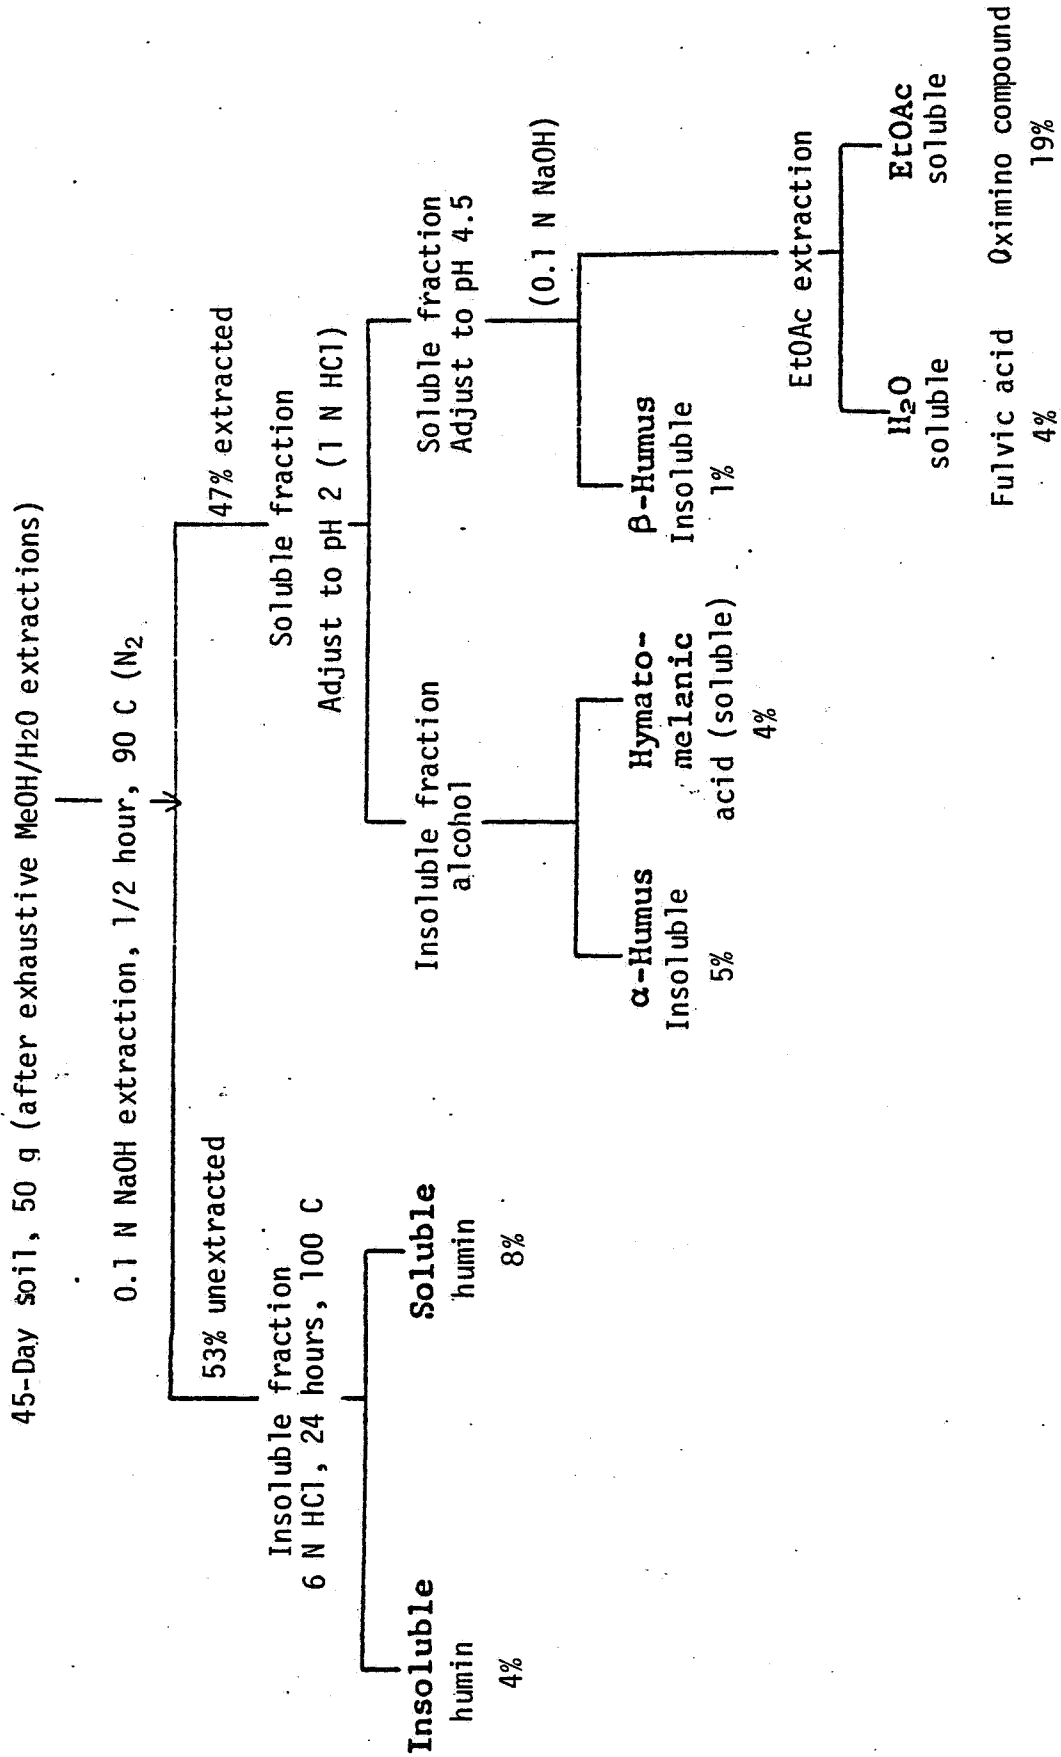 45-Day soil, 50 g (after exhaustive MeOH/H2O extractions)
0.1 N NaOH extraction, 1/2 hour, 90 C (N2
53% unextracted
47% extracted
Insoluble fraction
6 N HCl, 24 hours, 100 C
Soluble fraction
Adjust to pH 2 (1 N HCl)
Insoluble
humin
4%
Soluble
humin
8%
Insoluble fraction
alcohol
Soluble fraction
Adjust to pH 4.5
(0.1 N NaOH)
α-Humus
Insoluble
5%
Hymato-
melanic
acid (soluble)
4%
β-Humus
Insoluble
1%
EtOAc extraction
H2O
soluble
Fulvic acid
4%
EtOAc
soluble
Oximino compound
19%